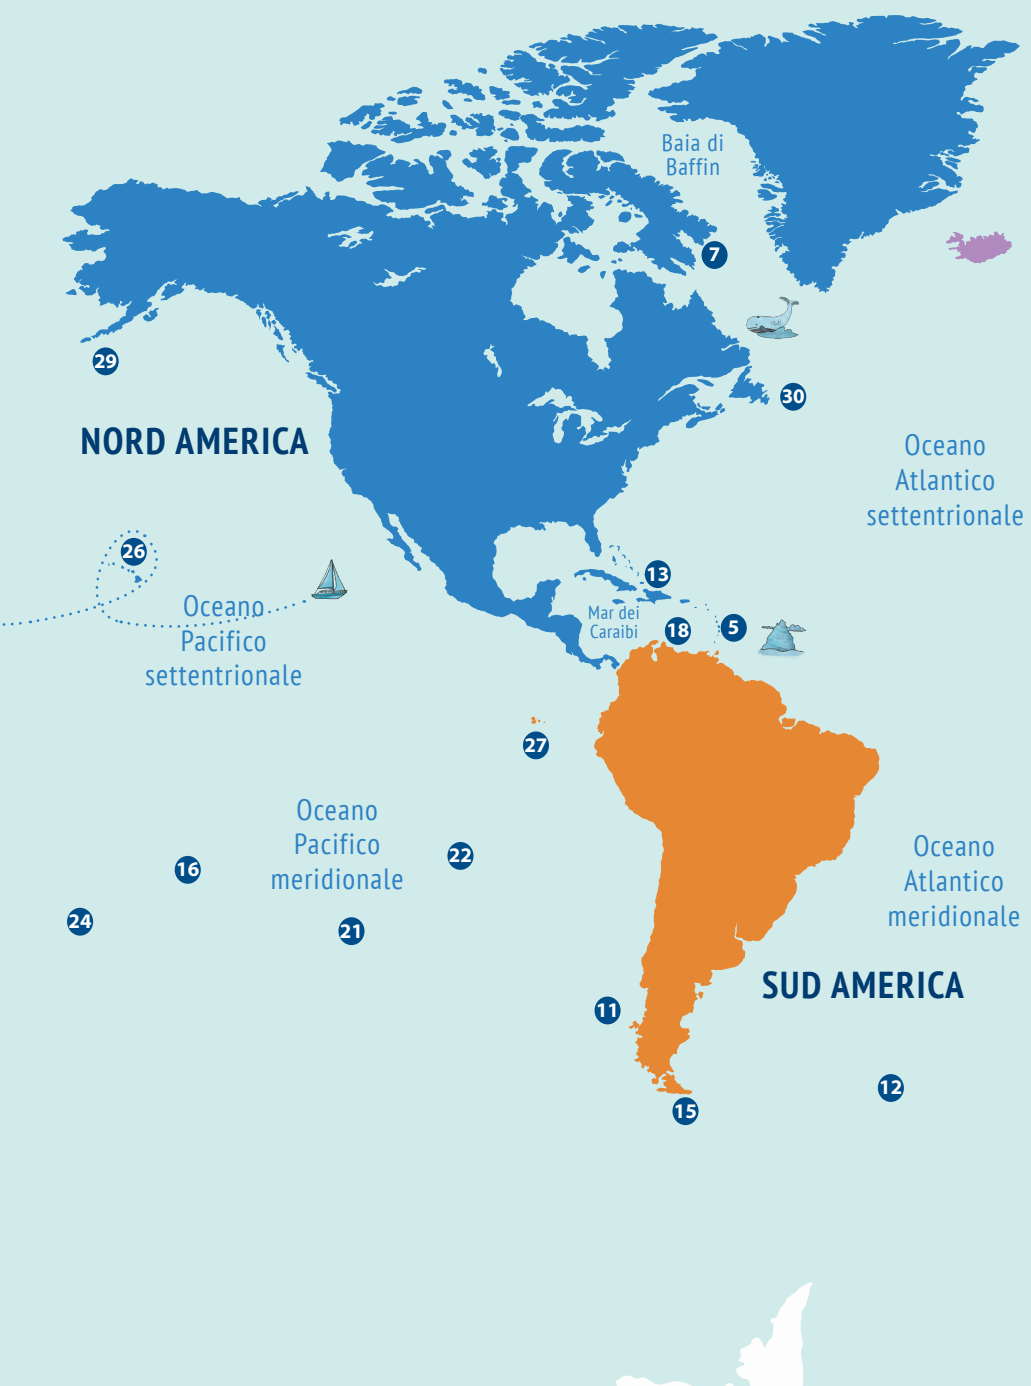 Baia di
Baffin
7
29
30
NORD AMERICA
Oceano
Atlantico
settentrionale
26
13
Oceano
Pacifico
settentrionale
Mar dei
Caraibi
18
5
27
Oceano
Pacifico
meridionale
22
16
Oceano
Atlantico
meridionale
24
21
SUD AMERICA
11
12
15